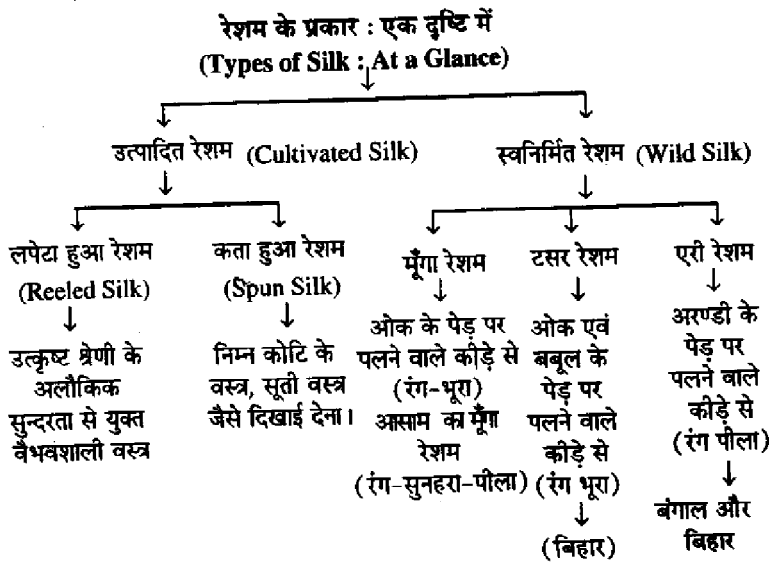 रेशम के प्रकार : एक दृष्टि में
(Types of Silk : At a Glance)
उत्पादित रेशम (Cultivated Silk)
स्वनिर्मित रेशम (Wild Silk)
लपेटा हुआ रेशम
(Reeled Silk)
उत्कृष्ट श्रेणी के
अलौकिक
सुन्दरता से युक्त
वैभवशाली वस्त्र
कता हुआ रेशम
(Spun Silk)
निम्न कोटि के
वस्त्र, सूती वस्त्र
जैसे दिखाई देना।
मूँगा रेशम
ओक के पेड़ पर
पलने वाले कीड़े से
(रंग-भूरा)
आसाम का मूँगा
रेशम
(रंग-सुनहरा-पीला)
टसर रेशम
ओक एवं
बबूल के
पेड़ पर
पलने वाले
कीड़े से
(रंग भूरा)
(बिहार)
एरी रेशम
अरण्डी के
पेड़ पर
पलने वाले
कीड़े से
(रंग पीला)
बंगाल और
बिहार